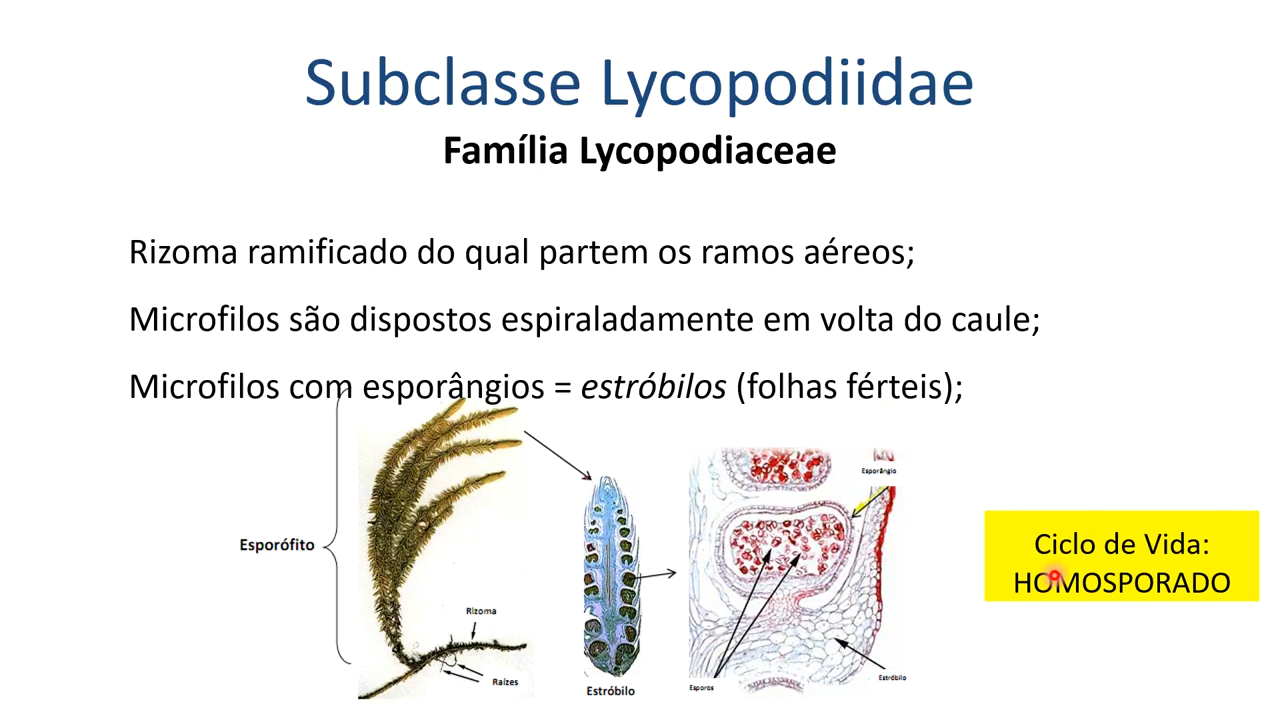 Subclasse Lycopodiidae
Família Lycopodiaceae
Rizoma ramificado do qual partem os ramos aéreos;
Microfilos são dispostos espiraladamente em volta do caule;
Microfilos com esporângios = estróbilos (folhas férteis);
Esporângio
Esporófito
Ciclo de Vida:
HOMOSPORADO
Rizoma
Raízes
Estróbilo
Esporos
Estróbilo